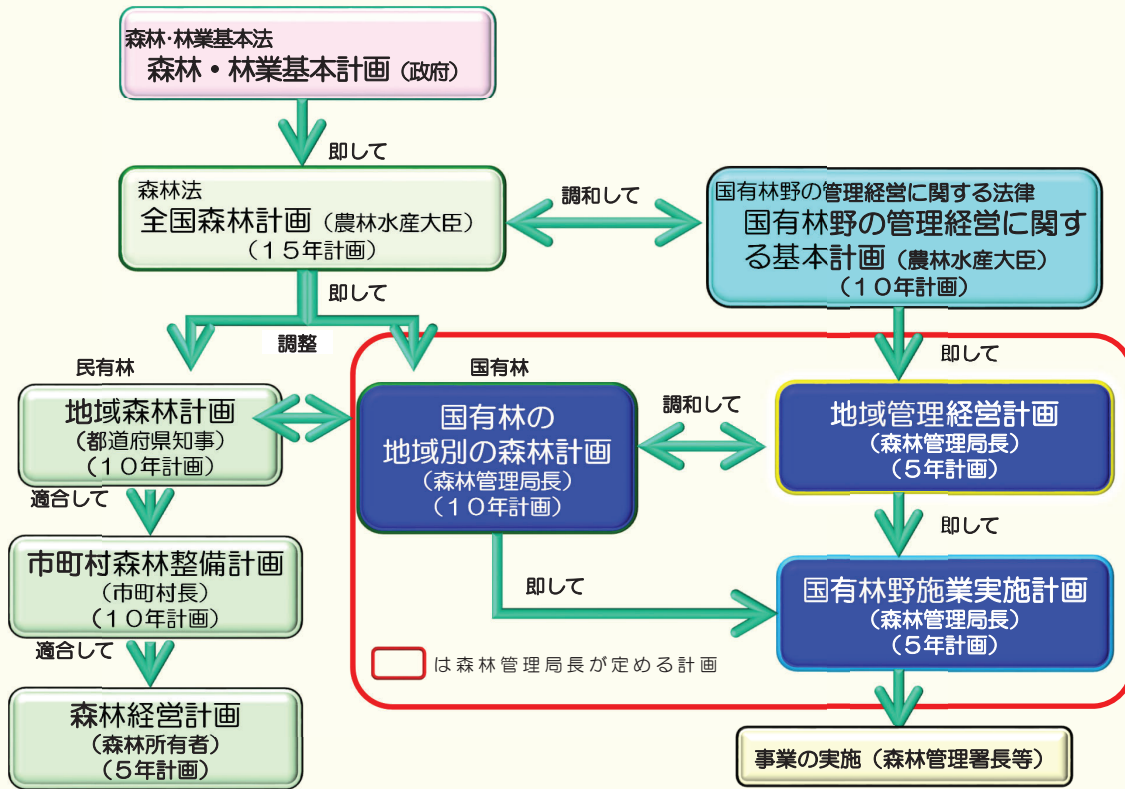 森林・林業基本法
森林・林業基本計画（政府）
即して
森林法
全国森林計画（農林水産大臣）
（１５年計画）
調和して
国有林野の管理経営に関する法律
国有林野の管理経営に関す
る基本計画（農林水産大臣）
（１０年計画）
即して
調整
民有林
国有林
即して
地域森林計画
（都道府県知事）
（１０年計画）
国有林の
地域別の森林計画
（森林管理局長）
（１０年計画）
調和して
地域管理経営計画
（森林管理局長）
（５年計画）
適合して
即して
市町村森林整備計画
（市町村長）
（１０年計画）
即して
国有林野施業実施計画
（森林管理局長）
（５年計画）
適合して
は森林管理局長が定める計画
森林経営計画
（森林所有者）
（５年計画）
事業の実施（森林管理署長等）